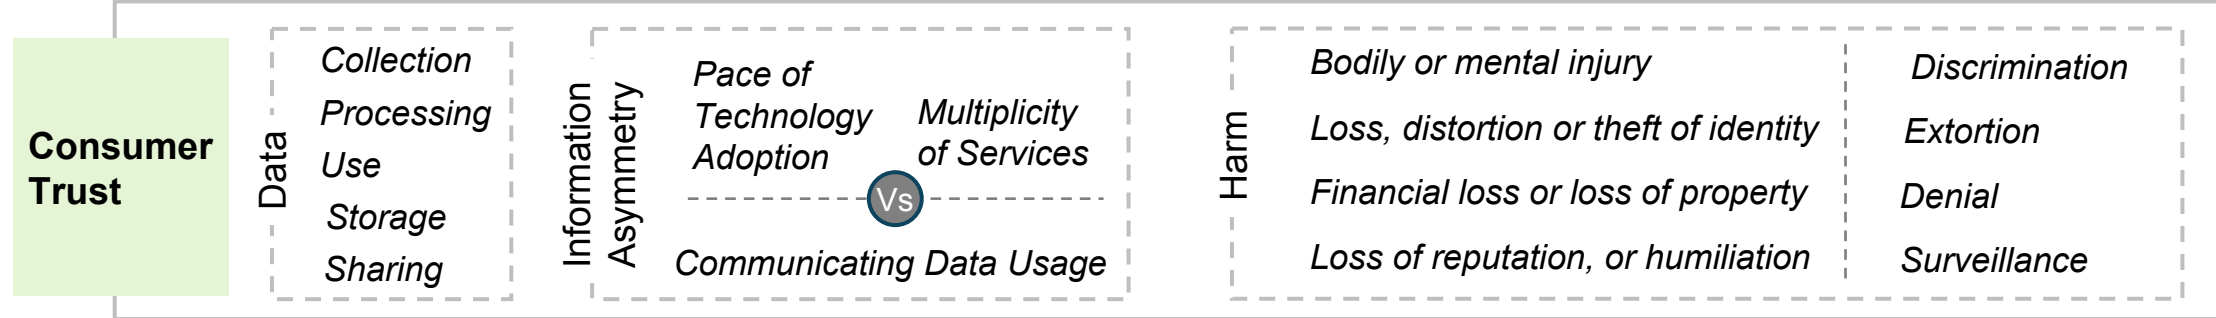 Consumer
Trust
Data
Collection
Processing
Use
Storage
Sharing
Information
Asymmetry
Pace of
Technology
Adoption
Multiplicity
of Services
Vs
Communicating Data Usage
Harm
Bodily or mental injury
Loss, distortion or theft of identity
Financial loss or loss of property
Loss of reputation, or humiliation
Discrimination
Extortion
Denial
Surveillance